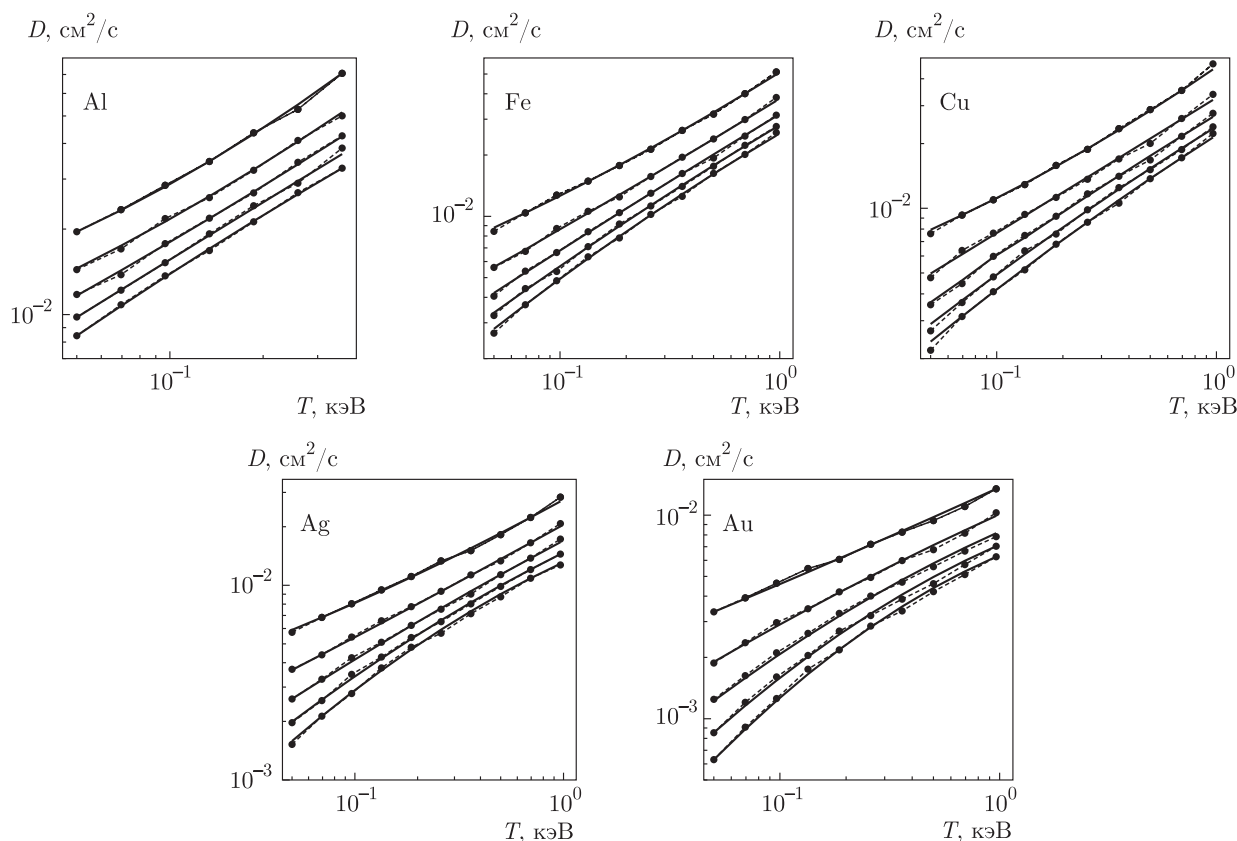 D, см²/с
Al
10⁻²
10⁻¹
T, кэВ
D, см²/с
Fe
10⁻²
10⁻¹
10⁰
T, кэВ
D, см²/с
Cu
10⁻²
10⁻¹
10⁰
T, кэВ
D, см²/с
Ag
10⁻²
10⁻³
10⁻¹
10⁰
T, кэВ
D, см²/с
10⁻²
Au
10⁻³
10⁻¹
10⁰
T, кэВ